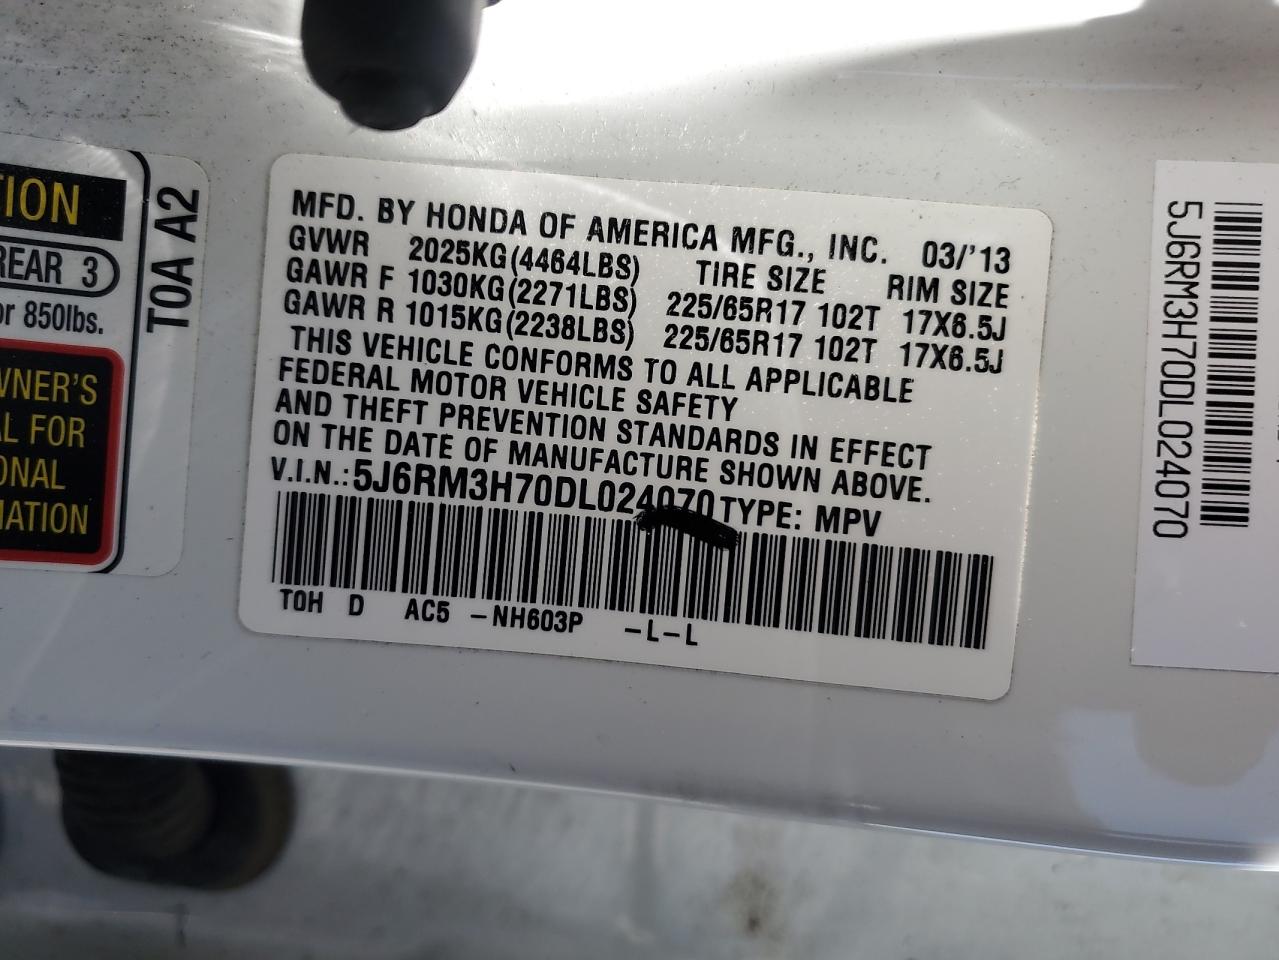 TION
REAR 3
or 850lbs.
WNER'S
AL FOR
ONAL
MATION
T0A A2
MFD. BY HONDA OF AMERICA MFG., INC. 03/'13
GVWR 2025KG(4464LBS) TIRE SIZE RIM SIZE
GAWR F 1030KG(2271LBS) 225/65R17 102T 17X6.5J
GAWR R 1015KG(2238LBS) 225/65R17 102T 17X6.5J
THIS VEHICLE CONFORMS TO ALL APPLICABLE
FEDERAL MOTOR VEHICLE SAFETY
AND THEFT PREVENTION STANDARDS IN EFFECT
ON THE DATE OF MANUFACTURE SHOWN ABOVE.
V.I.N.: 5J6RM3H70DL024070 TYPE: MPV
T0H D AC5 -NH603P -L-L
5J6RM3H70DL024070